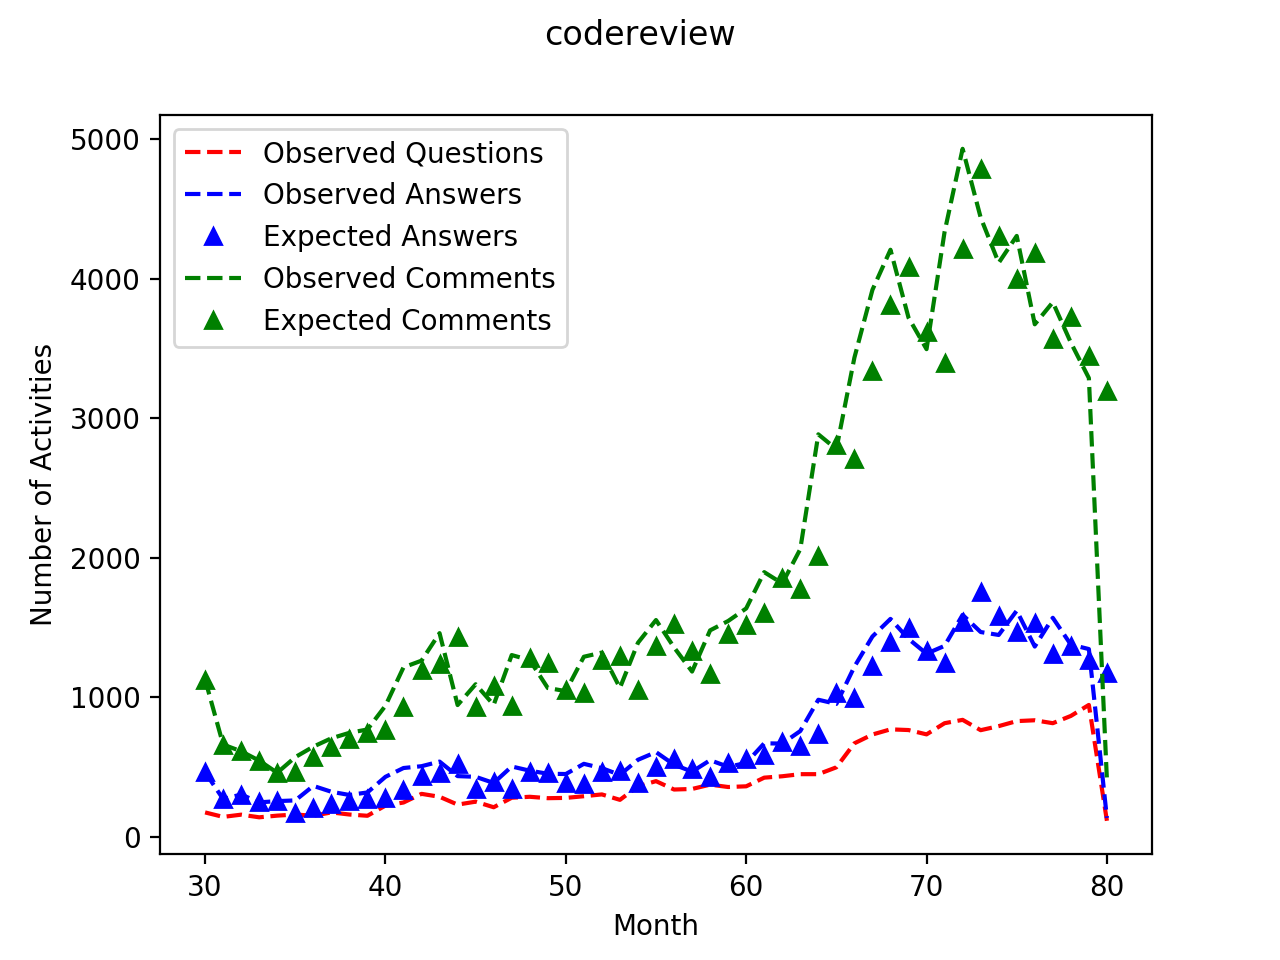 codereview
Observed Questions
Observed Answers
Expected Answers
Observed Comments
Expected Comments
Number of Activities
5000
4000
3000
2000
1000
0
30 40 50 60 70 80
Month